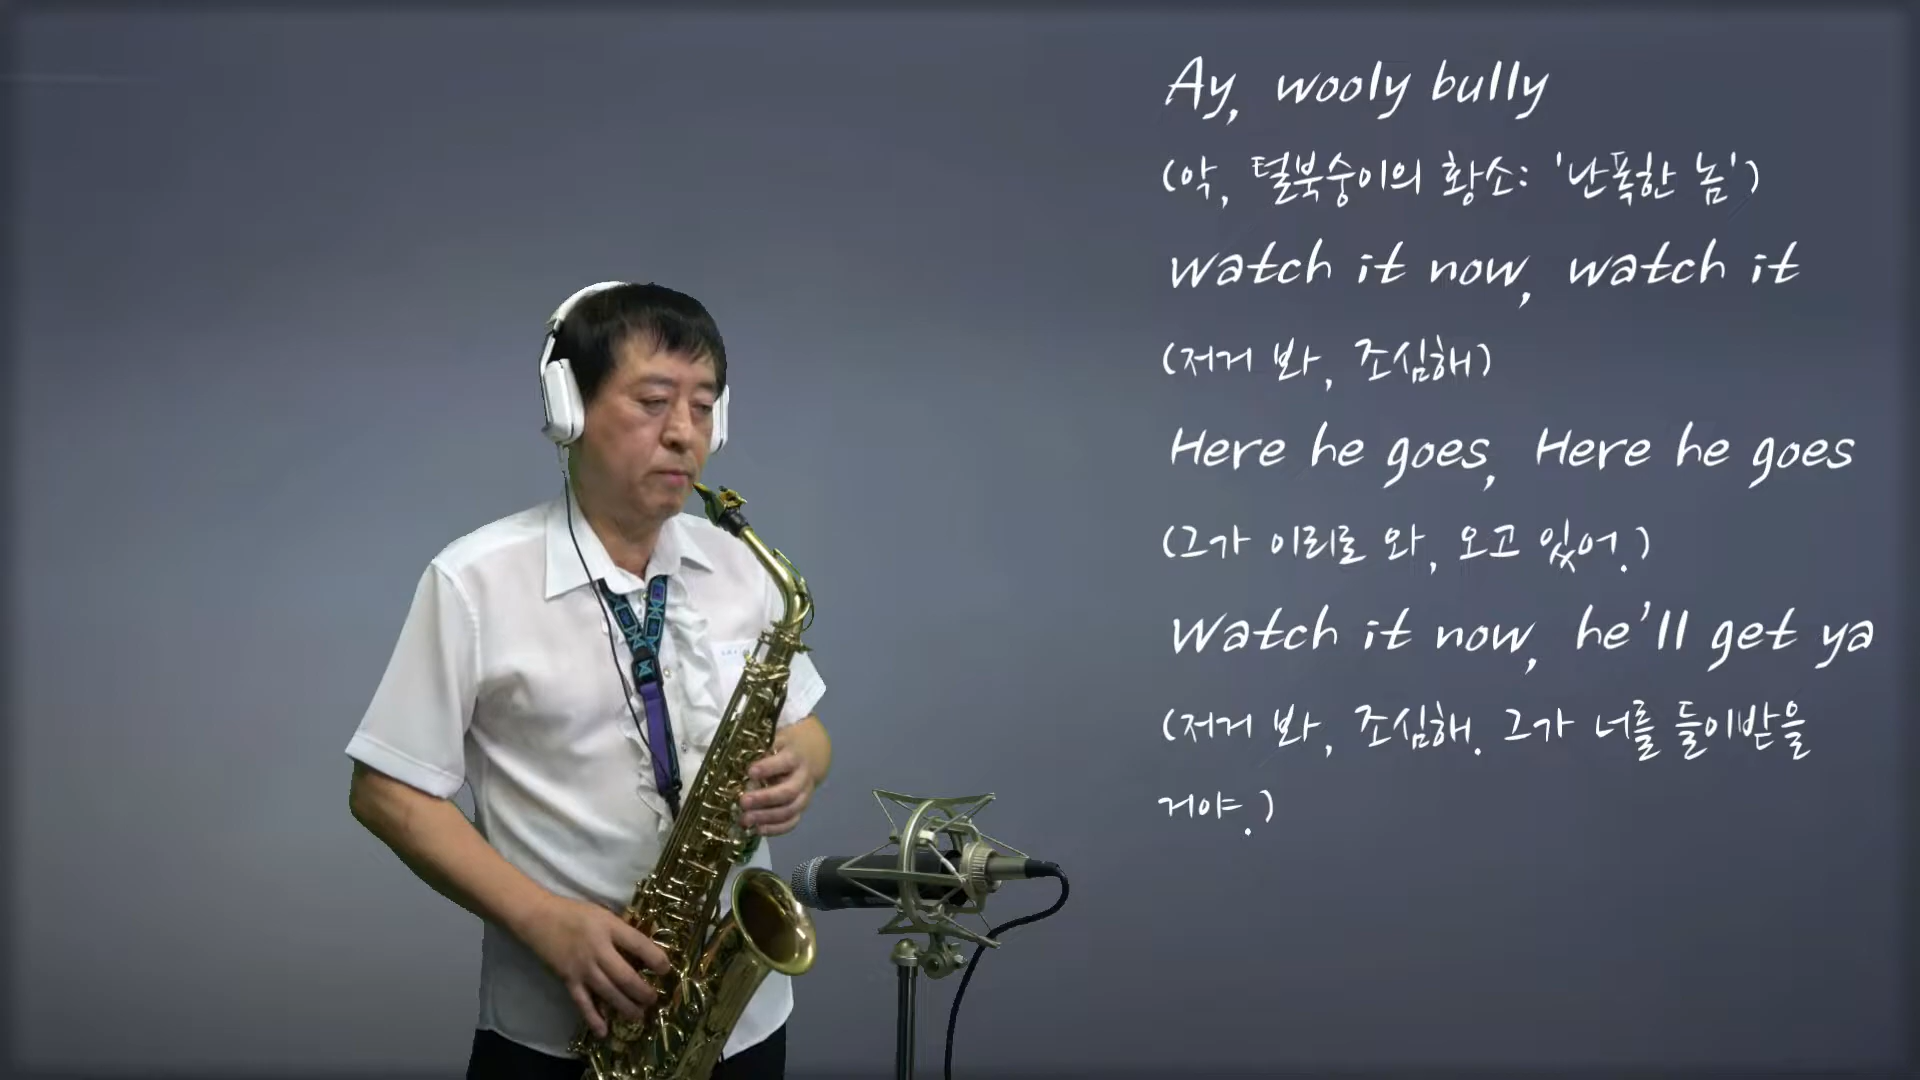 Ay, wooly bully
(악, 털북숭이의 황소: '난폭한 놈')
Watch it now, watch it
(저거 봐, 조심해)
Here he goes, Here he goes
(그가 이리로 와, 오고 있어.)
Watch it now, he'll get ya
(저거 봐, 조심해. 그가 너를 들이받을
거야.)